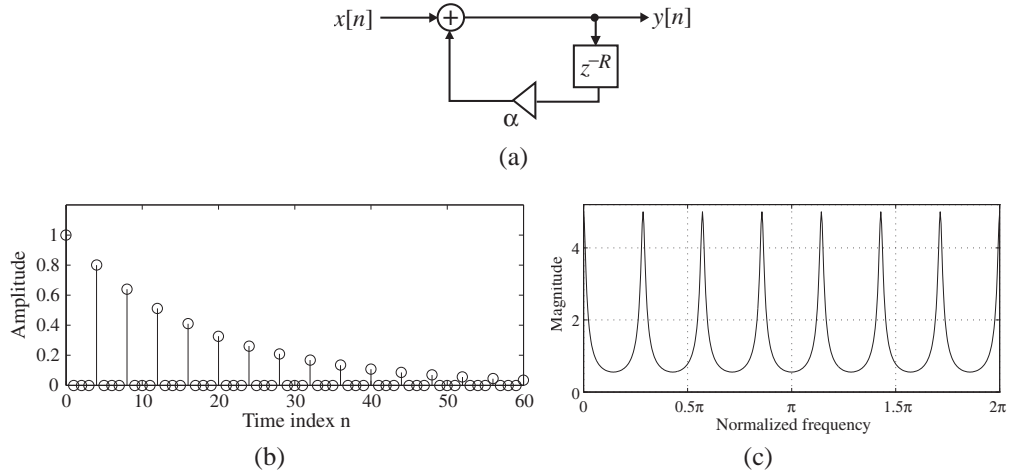 x[n] + y[n]
z⁻ᴿ
α
(a)
Amplitude
1
0.8
0.6
0.4
0.2
0
0 10 20 30 40 50 60
Time index n
(b)
Magnitude
4
2
0
0 0.5π π 1.5π 2π
Normalized frequency
(c)